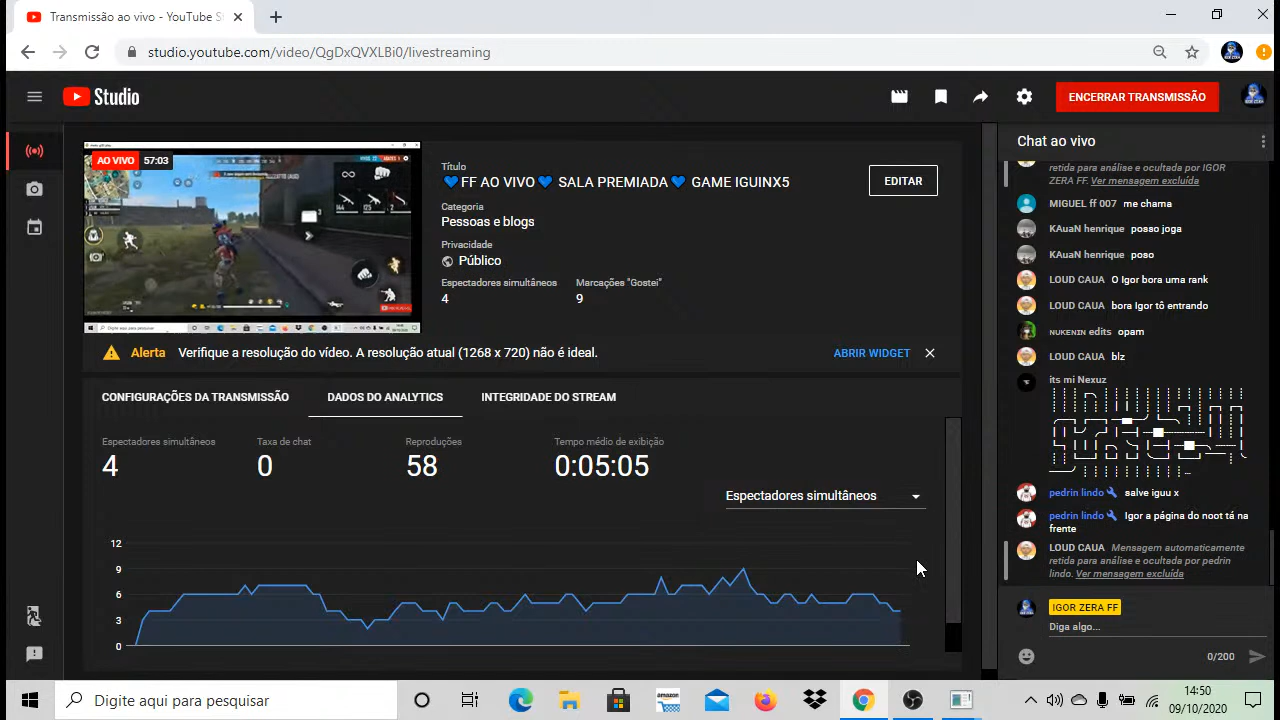 Transmissão ao vivo - YouTube S
studio.youtube.com/video/QgDxQVXLBi0/livestreaming
Studio
ENCERRAR TRANSMISSÃO
AO VIVO 57:03
Título
💙FF AO VIVO💙 SALA PREMIADA💙 GAME IGUINX5
EDITAR
Categoria
Pessoas e blogs
Privacidade
Público
Espectadores simultâneos Marcações "Gostei"
4 9
Alerta Verifique a resolução do vídeo. A resolução atual (1268 x 720) não é ideal.
ABRIR WIDGET
CONFIGURAÇÕES DA TRANSMISSÃO DADOS DO ANALYTICS INTEGRIDADE DO STREAM
Espectadores simultâneos Taxa de chat Reproduções Tempo médio de exibição
4 0 58 0:05:05
Espectadores simultâneos
12
9
6
3
0
Chat ao vivo
retida para análise e ocultada por IGOR
ZERA FF. Ver mensagem excluída
MIGUEL ff 007 me chama
KAuaN henrique posso joga
KAuaN henrique poso
LOUD CAUA O Igor bora uma rank
LOUD CAUA bora Igor tô entrando
NUKENIN edits opam
LOUD CAUA blz
its mi Nexuz
pedrin lindo salve iguu x
pedrin lindo Igor a página do noot tá na
frente
LOUD CAUA Mensagem automaticamente
retida para análise e ocultada por pedrin
lindo. Ver mensagem excluída
IGOR ZERA FF
Diga algo...
0/200
Digite aqui para pesquisar
amazon
14:50
09/10/2020